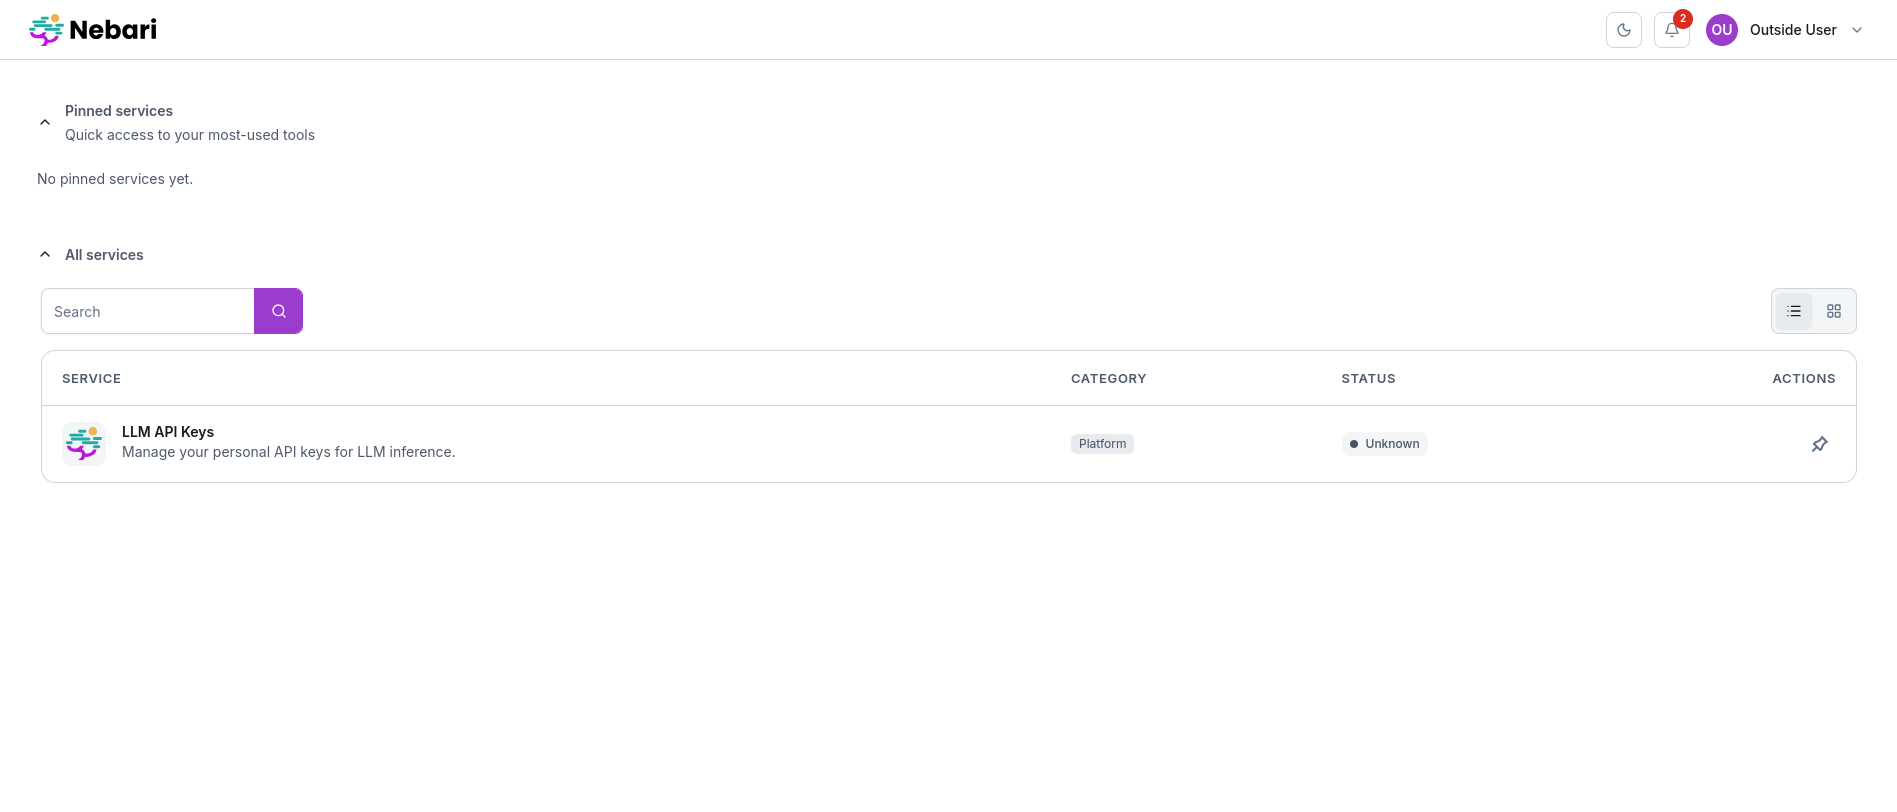 Nebari
2
OU
Outside User
Pinned services
Quick access to your most-used tools
No pinned services yet.
All services
Search
SERVICE
CATEGORY
STATUS
ACTIONS
LLM API Keys
Manage your personal API keys for LLM inference.
Platform
Unknown